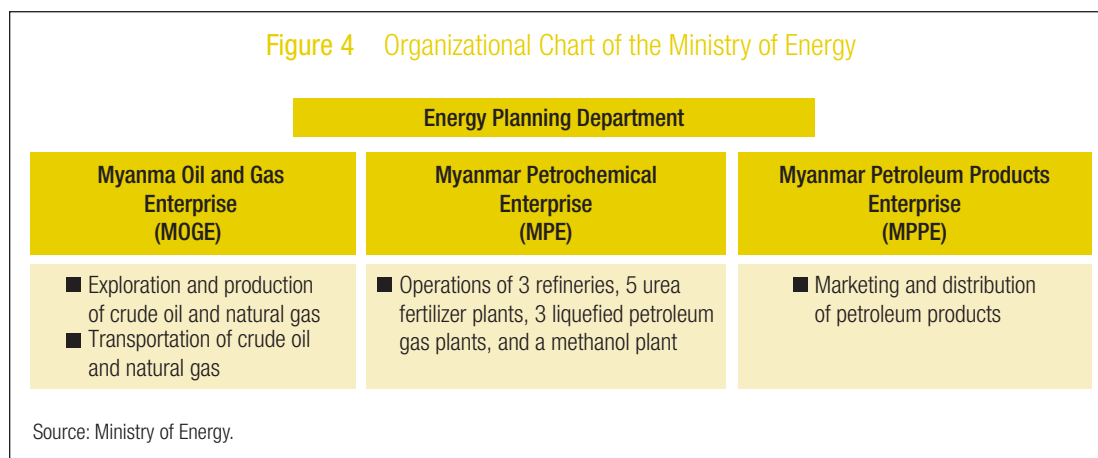 Figure 4 Organizational Chart of the Ministry of Energy
Energy Planning Department
Myanma Oil and Gas
Enterprise
(MOGE)
■ Exploration and production
of crude oil and natural gas
■ Transportation of crude oil
and natural gas
Myanmar Petrochemical
Enterprise
(MPE)
■ Operations of 3 refineries, 5 urea
fertilizer plants, 3 liquefied petroleum
gas plants, and a methanol plant
Myanmar Petroleum Products
Enterprise
(MPPE)
■ Marketing and distribution
of petroleum products
Source: Ministry of Energy.